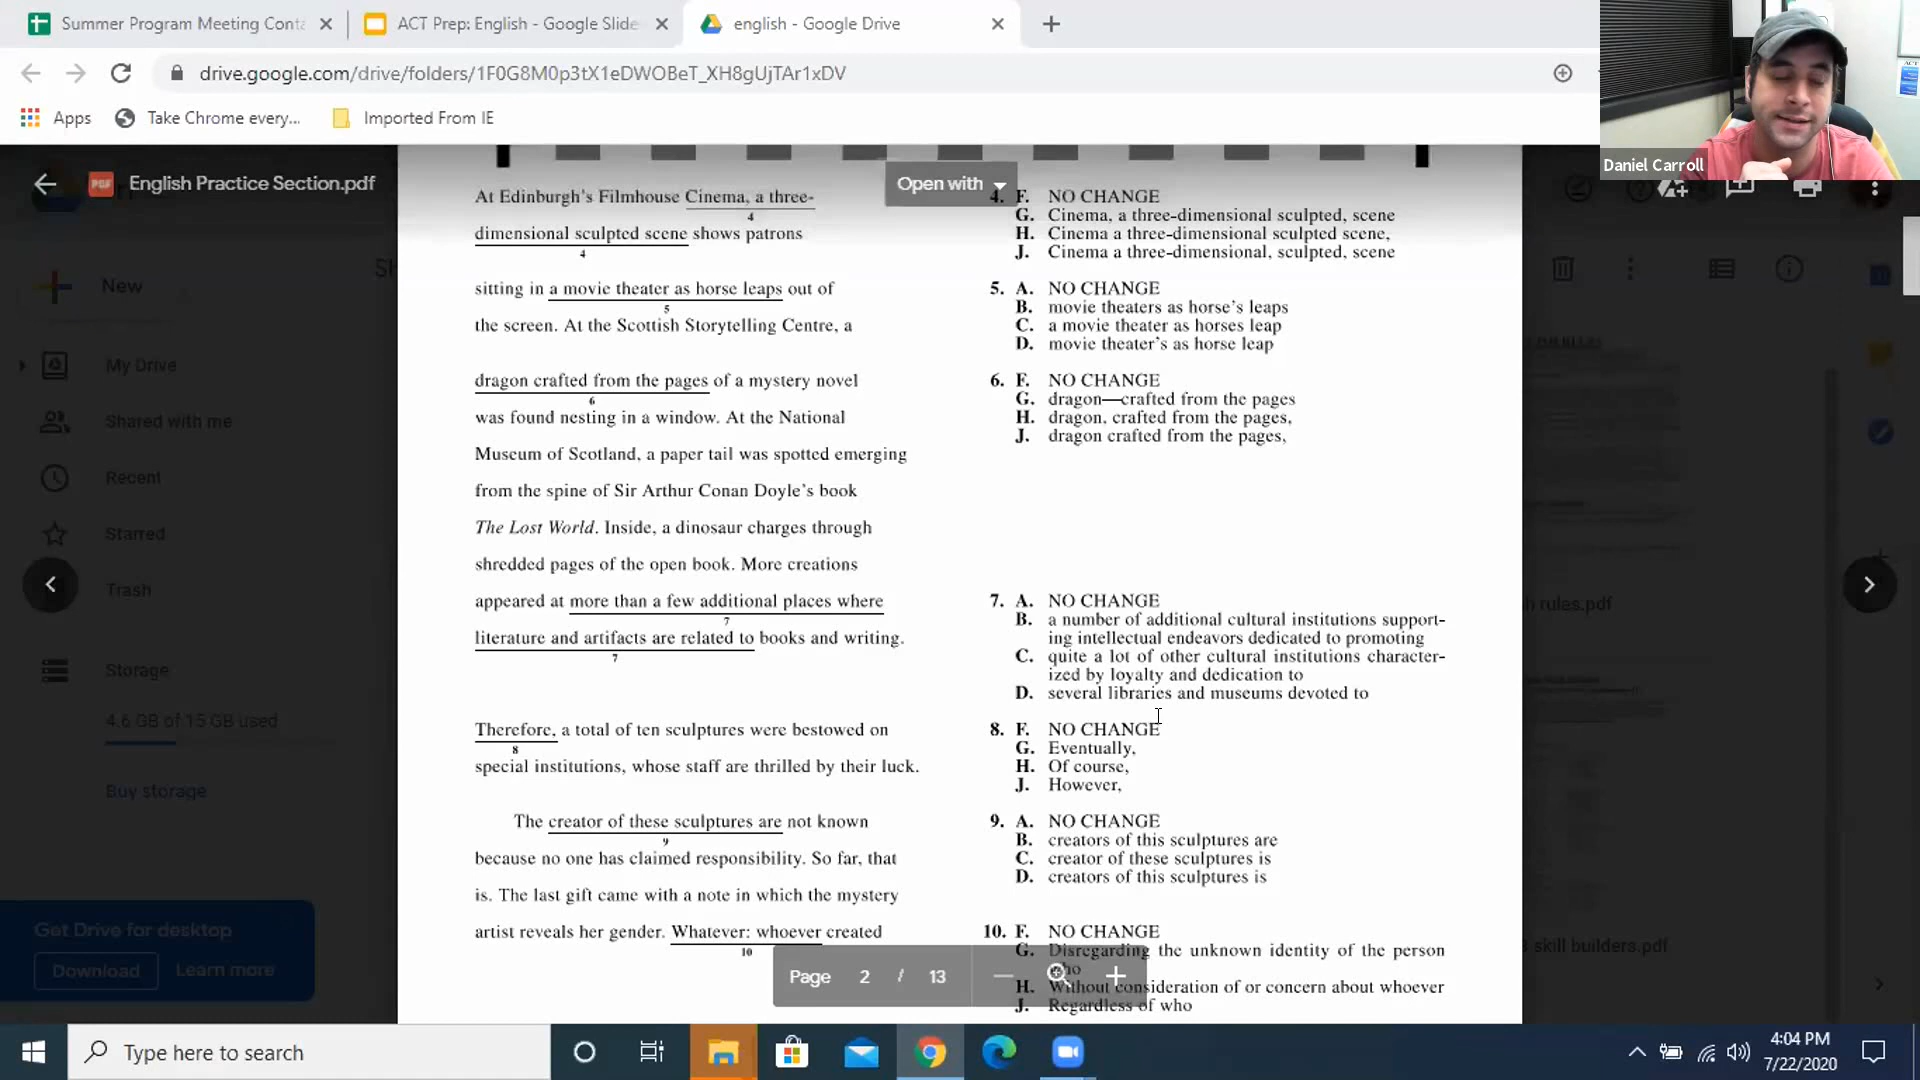 Summer Program Meeting Conta
ACT Prep: English - Google Slide
english - Google Drive
drive.google.com/drive/folders/1F0G8M0p3tX1eDWOBeT_XH8gUjTAr1xDV
Apps
Take Chrome every...
Imported From IE
Daniel Carroll
PDF
English Practice Section.pdf
Open with
New
My Drive
Shared with me
Recent
Starred
Trash
Storage
4.6 GB of 15 GB used
Buy storage
Get Drive for desktop
Download
Learn more
At Edinburgh's Filmhouse Cinema, a three-
4
dimensional sculpted scene shows patrons
4
sitting in a movie theater as horse leaps out of
5
the screen. At the Scottish Storytelling Centre, a
dragon crafted from the pages of a mystery novel
6
was found nesting in a window. At the National
Museum of Scotland, a paper tail was spotted emerging
from the spine of Sir Arthur Conan Doyle's book
The Lost World. Inside, a dinosaur charges through
shredded pages of the open book. More creations
appeared at more than a few additional places where
7
literature and artifacts are related to books and writing.
7
Therefore, a total of ten sculptures were bestowed on
8
special institutions, whose staff are thrilled by their luck.
The creator of these sculptures are not known
9
because no one has claimed responsibility. So far, that
is. The last gift came with a note in which the mystery
artist reveals her gender. Whatever: whoever created
10
4. F. NO CHANGE
G. Cinema, a three-dimensional sculpted, scene
H. Cinema a three-dimensional sculpted scene,
J. Cinema a three-dimensional, sculpted, scene
5. A. NO CHANGE
B. movie theaters as horse's leaps
C. a movie theater as horses leap
D. movie theater's as horse leap
6. F. NO CHANGE
G. dragon—crafted from the pages
H. dragon, crafted from the pages,
J. dragon crafted from the pages,
7. A. NO CHANGE
B. a number of additional cultural institutions support-
ing intellectual endeavors dedicated to promoting
C. quite a lot of other cultural institutions character-
ized by loyalty and dedication to
D. several libraries and museums devoted to
8. F. NO CHANGE
G. Eventually,
H. Of course,
J. However,
9. A. NO CHANGE
B. creators of this sculptures are
C. creator of these sculptures is
D. creators of this sculptures is
10. F. NO CHANGE
G. Disregarding the unknown identity of the person
who
H. Without consideration of or concern about whoever
J. Regardless of who
Page 2 / 13
rules.pdf
skill builders.pdf
Type here to search
4:04 PM
7/22/2020